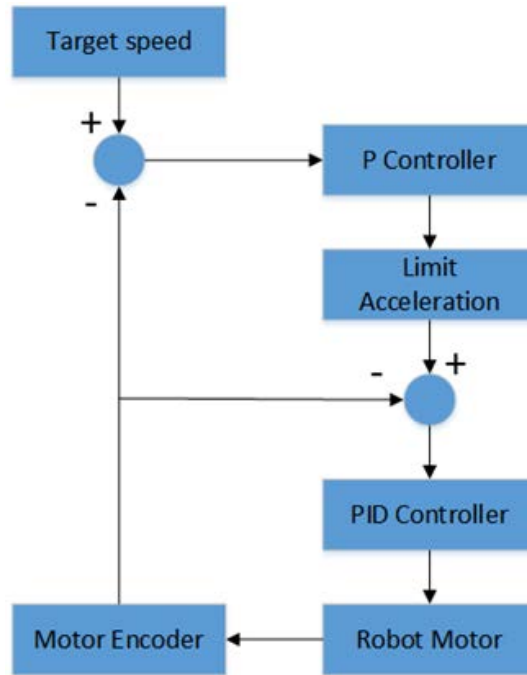 Target speed
+
-
P Controller
Limit
Acceleration
- +
PID Controller
Motor Encoder
Robot Motor